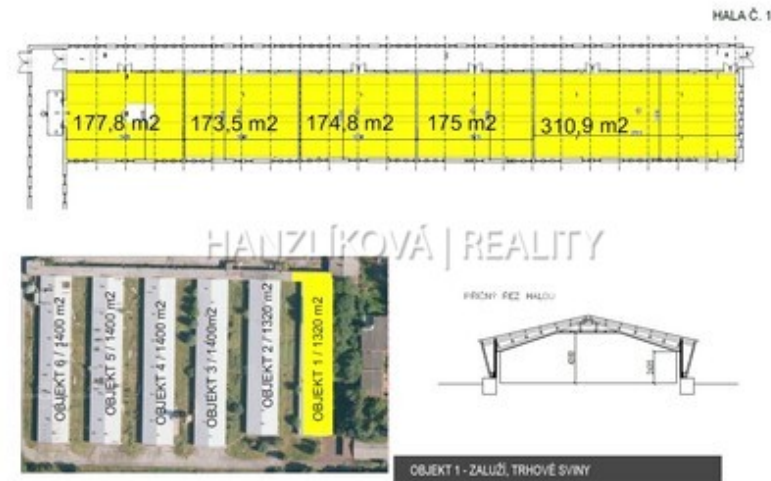 HALA Č. 1
177,8 m2 173,5 m2 174,8 m2 175 m2 310,9 m2
HANZLÍKOVÁ | REALITY
OBJEKT 6 / 1400 m2
OBJEKT 5 / 1400 m2
OBJEKT 4 / 1400 m2
OBJEKT 3 / 1400m2
OBJEKT 2 / 1320 m2
OBJEKT 1 / 1320 m2
PŘÍČNÝ ŘEZ HALOU
OBJEKT 1 - ZALUŽÍ, TRHOVÉ SVINY